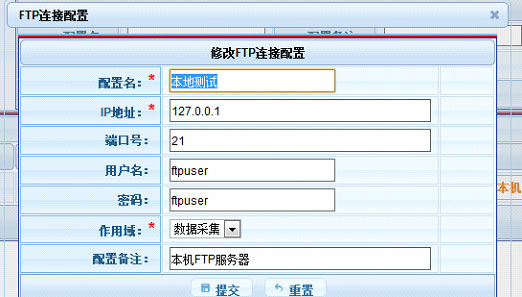 FTP连接配置
修改FTP连接配置
配置名：* 本地测试
IP地址：* 127.0.0.1
端口号： 21
用户名： ftpuser
密码： ftpuser
作用域：* 数据采集
配置备注： 本机FTP服务器
提交 重置
本机